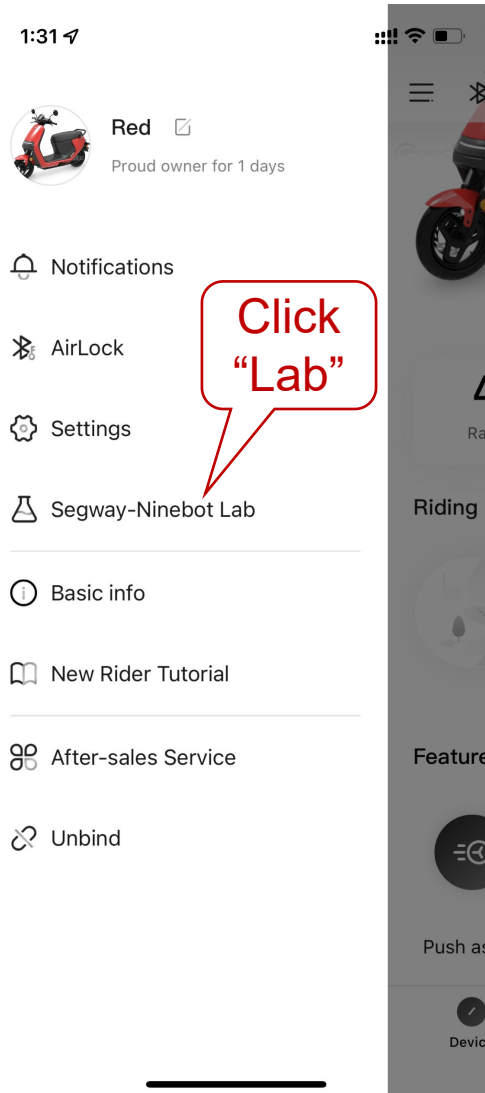 1:31
Red
Proud owner for 1 days
Notifications
Click
“Lab”
AirLock
Settings
Ra
Segway-Ninebot Lab
Riding
Basic info
New Rider Tutorial
After-sales Service
Feature
Unbind
Push as
Devic